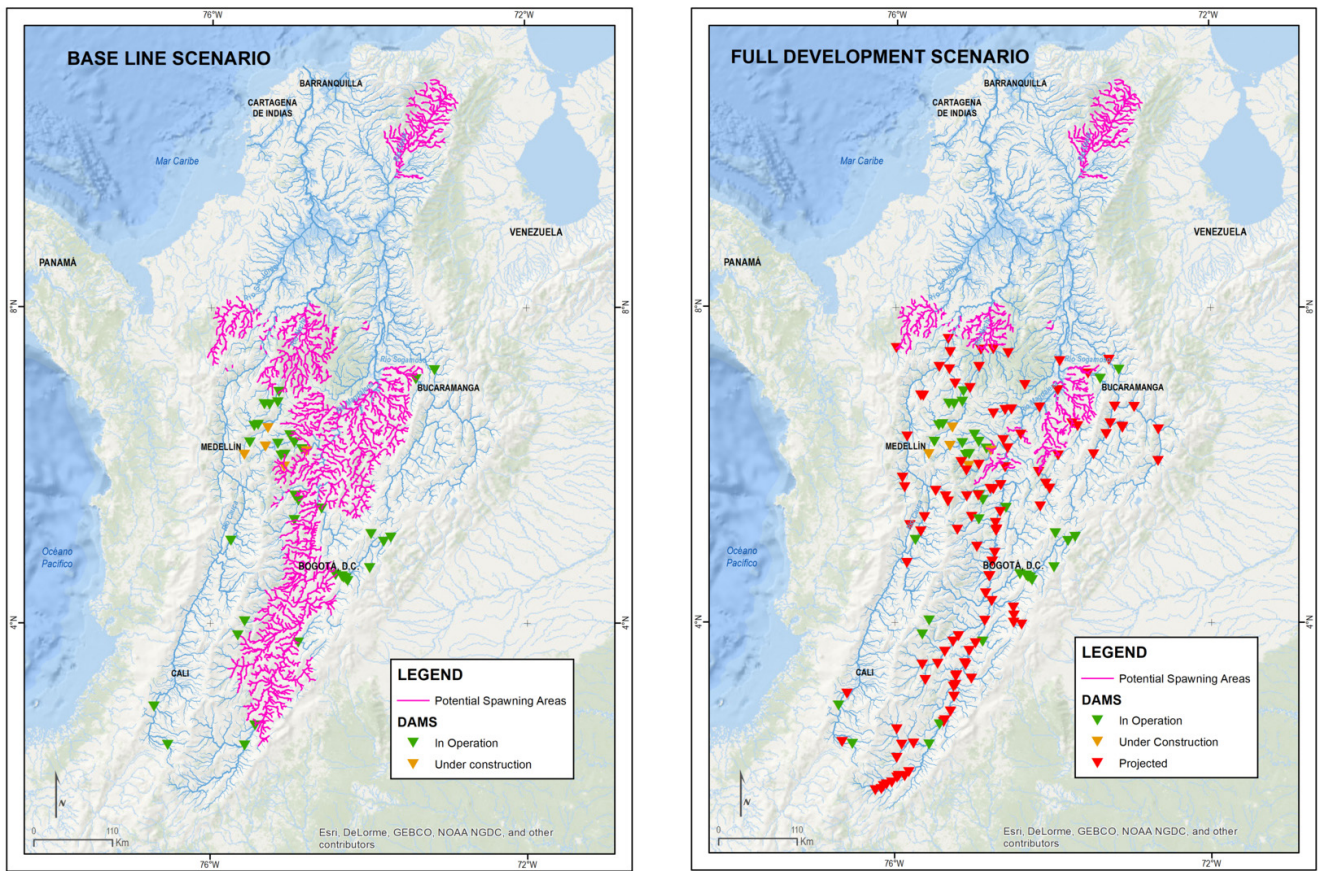 76°W
72°W
BASE LINE SCENARIO
BARRANQUILLA
CARTAGENA
DE INDIAS
Mar Caribe
VENEZUELA
PANAMÁ
8°N
Río Sogamoso
BUCARAMANGA
MEDELLÍN
Océano
Pacífico
BOGOTÁ, D.C.
4°N
CALI
LEGEND
Potential Spawning Areas
DAMS
In Operation
Under construction
N
0 110
Km
Esri, DeLorme, GEBCO, NOAA NGDC, and other
contributors
76°W
72°W
76°W
72°W
FULL DEVELOPMENT SCENARIO
BARRANQUILLA
CARTAGENA
DE INDIAS
Mar Caribe
VENEZUELA
PANAMÁ
8°N
8°N
Río Sogamoso
BUCARAMANGA
MEDELLÍN
Océano
Pacífico
BOGOTÁ, D.C.
4°N
4°N
CALI
LEGEND
Potential Spawning Areas
DAMS
In Operation
Under Construction
Projected
N
0 110
Km
Esri, DeLorme, GEBCO, NOAA NGDC, and other
contributors
76°W
72°W